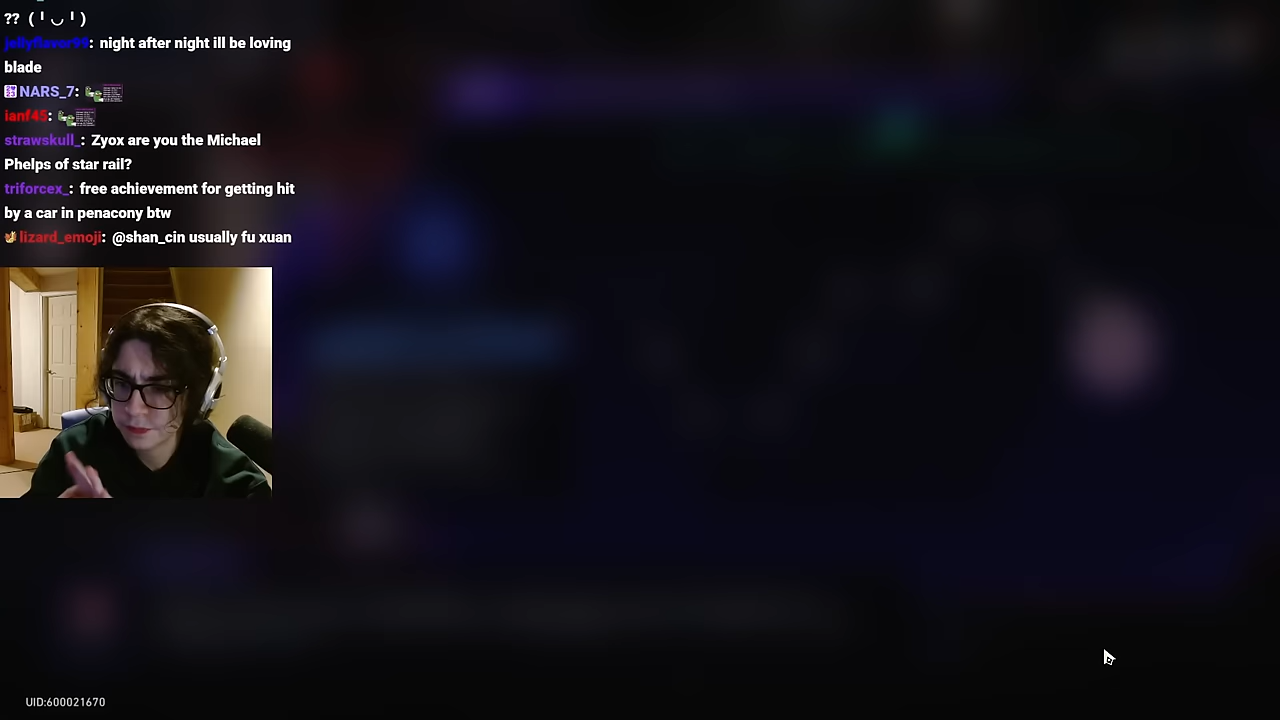 ?? ( ╹ ◡ ╹ )
jellyflavor99: night after night ill be loving
blade
NARS_7:
ianf45:
strawskull_: Zyox are you the Michael
Phelps of star rail?
triforcex_: free achievement for getting hit
by a car in penacony btw
lizard_emoji: @shan_cin usually fu xuan
UID:600021670